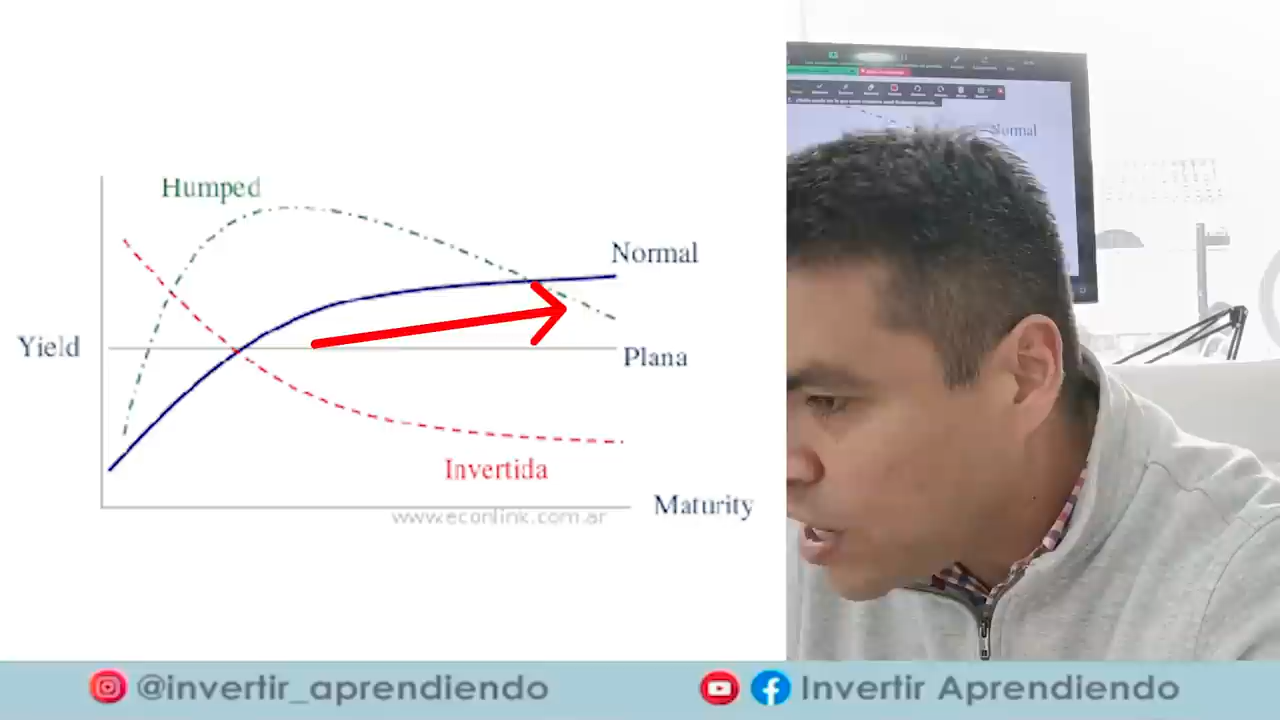 Humped
Normal
Yield
Plana
Invertida
Maturity
www.econlink.com.ar
Normal
@invertir_aprendiendo
Invertir Aprendiendo